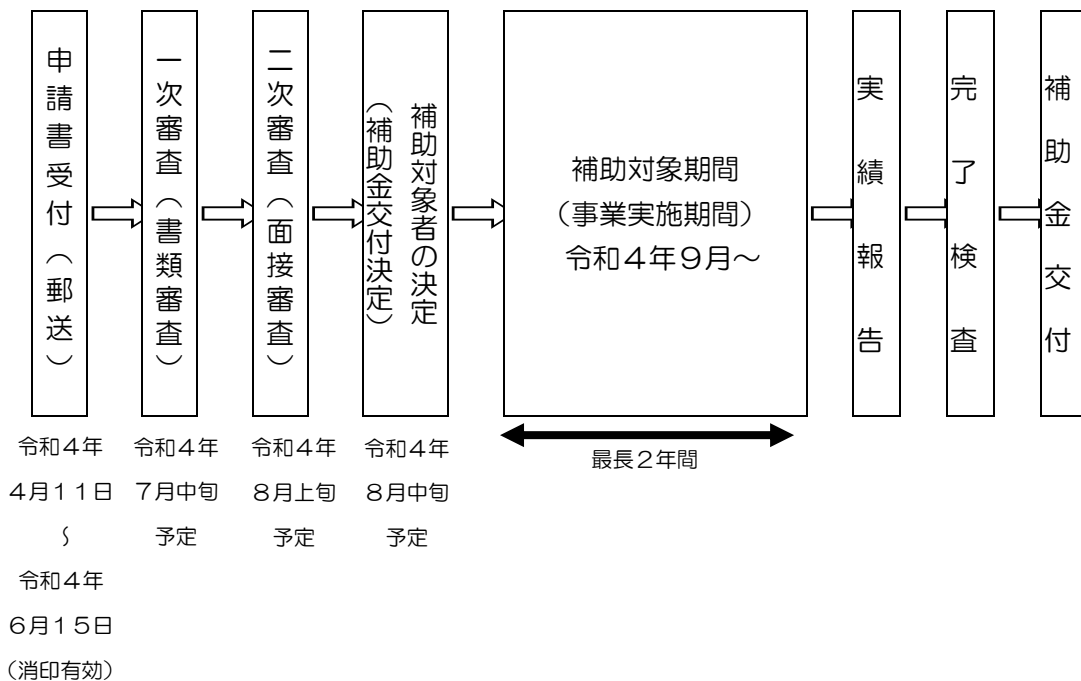 申請書受付（郵送）
一次審査（書類審査）
二次審査（面接審査）
補助対象者の決定
（補助金交付決定）
補助対象期間
（事業実施期間）
令和４年９月～
実績報告
完了検査
補助金交付
令和４年
４月１１日
～
令和４年
６月１５日
（消印有効）
令和４年
７月中旬
予定
令和４年
８月上旬
予定
令和４年
８月中旬
予定
最長２年間